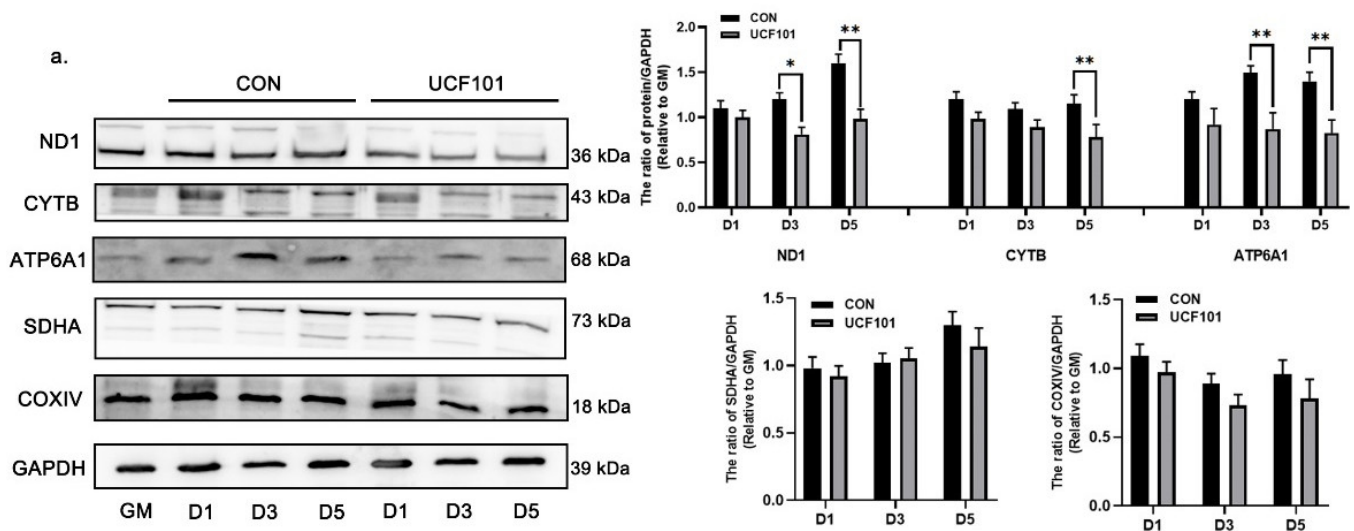 a.
CON UCF101
ND1 36 kDa
CYTB 43 kDa
ATP6A1 68 kDa
SDHA 73 kDa
COXIV 18 kDa
GAPDH 39 kDa
GM D1 D3 D5 D1 D3 D5
The ratio of protein/GAPDH
(Relative to GM)
2.0
1.5
1.0
0.5
0.0
CON
UCF101
* ** ** ** **
D1 D3 D5 D1 D3 D5 D1 D3 D5
ND1 CYTB ATP6A1
The ratio of SDHA/GAPDH
(Relative to GM)
1.5
1.0
0.5
0.0
CON
UCF101
D1 D3 D5
The ratio of COXIV/GAPDH
(Relative to GM)
1.5
1.0
0.5
0.0
CON
UCF101
D1 D3 D5